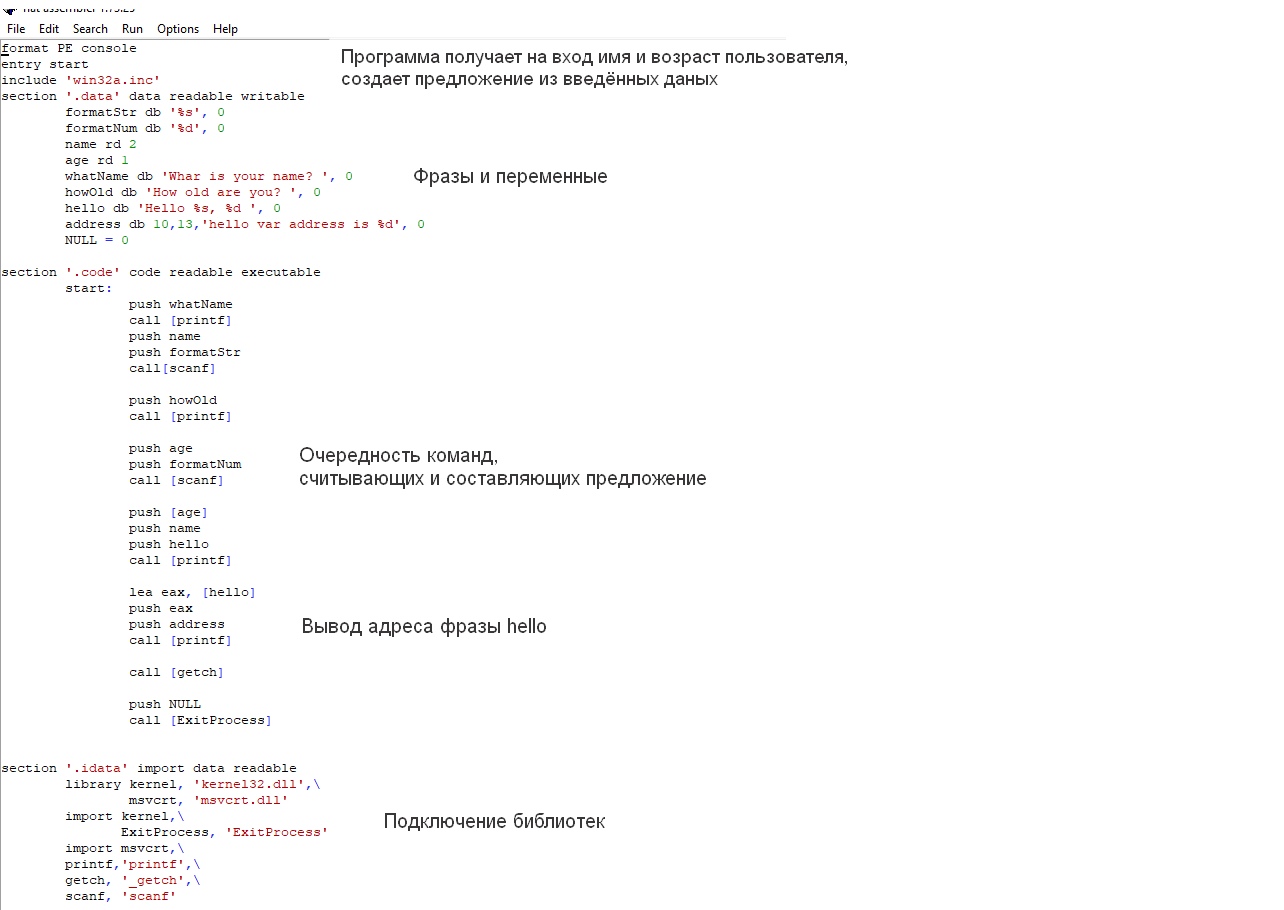 File Edit Search Run Options Help
format PE console
entry start
include 'win32a.inc'
Программа получает на вход имя и возраст пользователя,
создает предложение из введённых даных
section '.data' data readable writable
formatStr db '%s', 0
formatNum db '%d', 0
name rd 2
age rd 1
whatName db 'Whar is your name? ', 0
Фразы и переменные
howOld db 'How old are you? ', 0
hello db 'Hello %s, %d ', 0
address db 10,13,'hello var address is %d', 0
NULL = 0
section '.code' code readable executable
start:
push whatName
call [printf]
push name
push formatStr
call[scanf]
push howOld
call [printf]
push age
push formatNum
call [scanf]
Очередность команд,
считывающих и составляющих предложение
push [age]
push name
push hello
call [printf]
lea eax, [hello]
push eax
push address
call [printf]
Вывод адреса фразы hello
call [getch]
push NULL
call [ExitProcess]
section '.idata' import data readable
library kernel, 'kernel32.dll',\
msvcrt, 'msvcrt.dll'
import kernel,\
ExitProcess, 'ExitProcess'
Подключение библиотек
import msvcrt,\
printf,'printf',\
getch, '_getch',\
scanf, 'scanf'